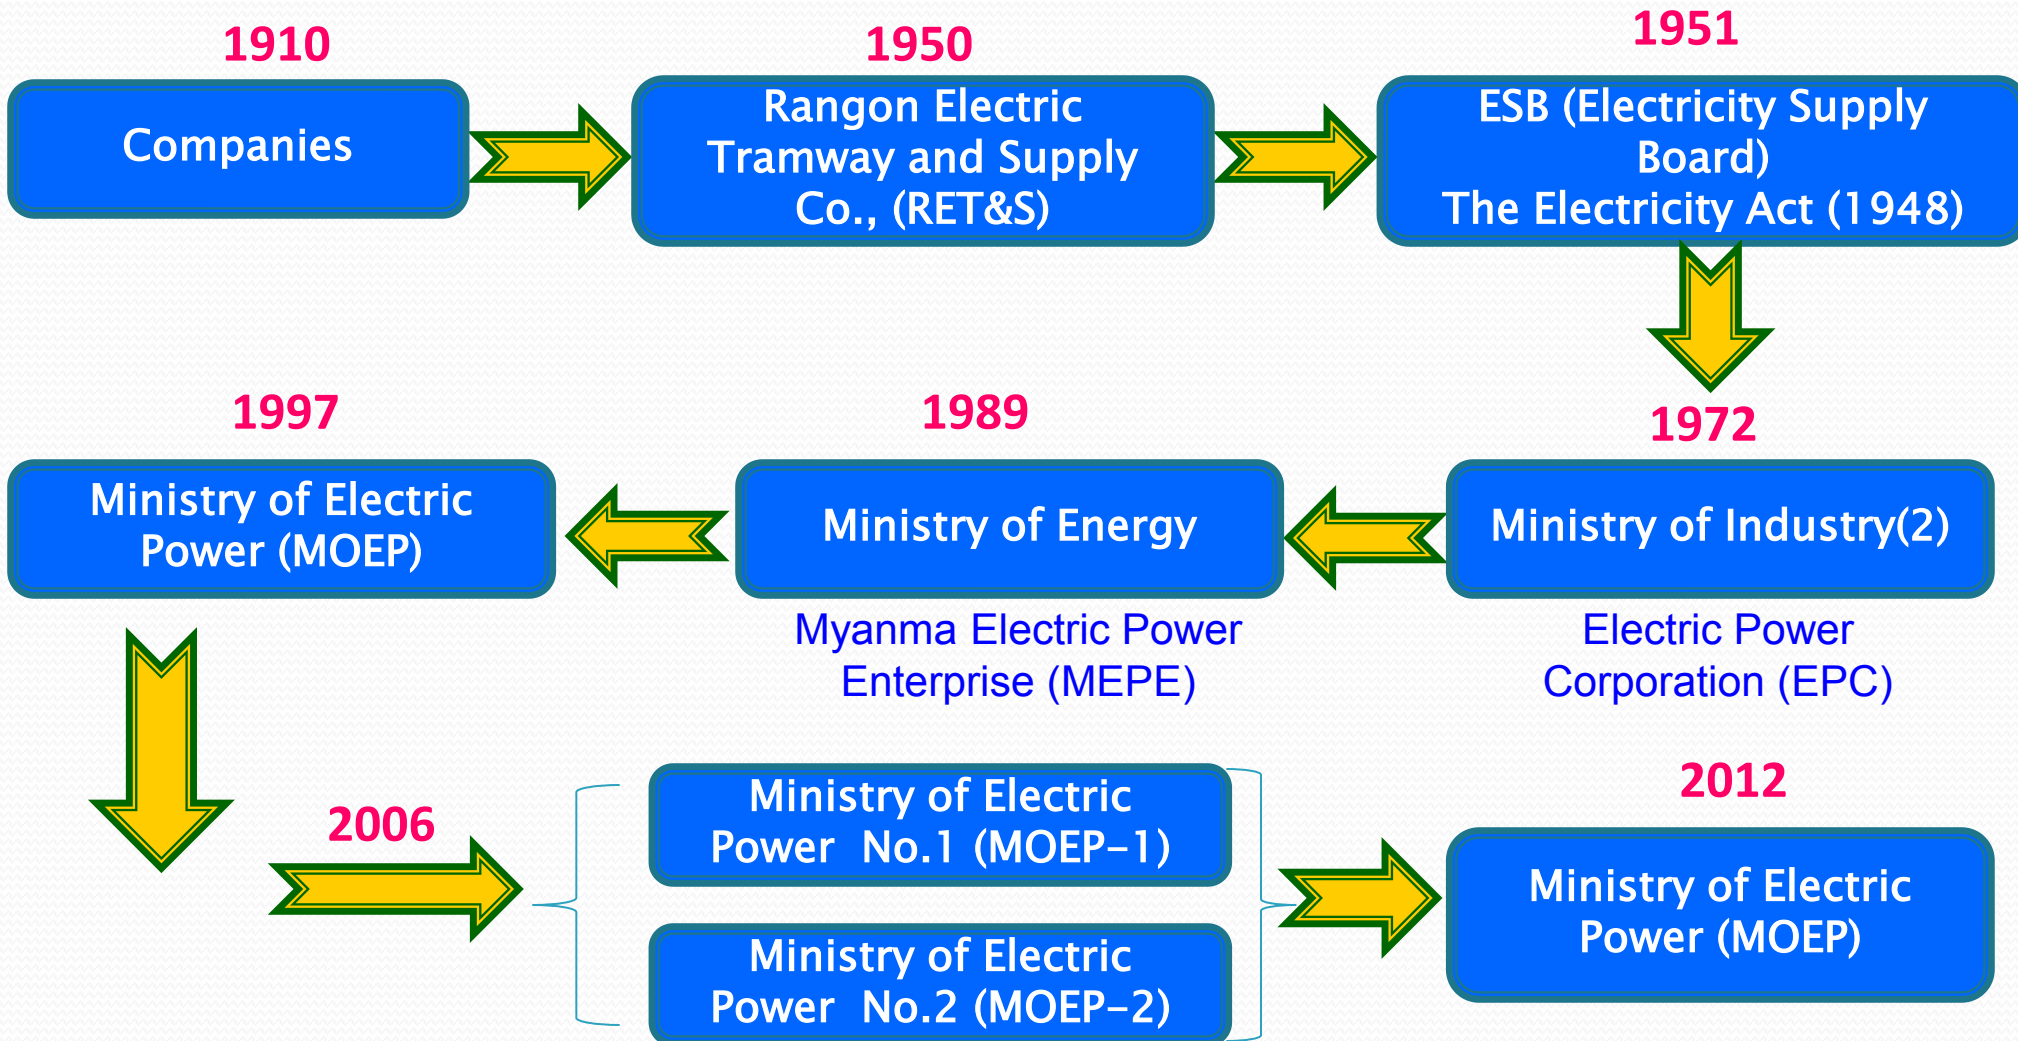 1910
Companies
1950
Rangon Electric
Tramway and Supply
Co., (RET&S)
1951
ESB (Electricity Supply
Board)
The Electricity Act (1948)
1972
Ministry of Industry(2)
Electric Power
Corporation (EPC)
1989
Ministry of Energy
Myanma Electric Power
Enterprise (MEPE)
1997
Ministry of Electric
Power (MOEP)
2006
Ministry of Electric
Power No.1 (MOEP-1)
Ministry of Electric
Power No.2 (MOEP-2)
2012
Ministry of Electric
Power (MOEP)